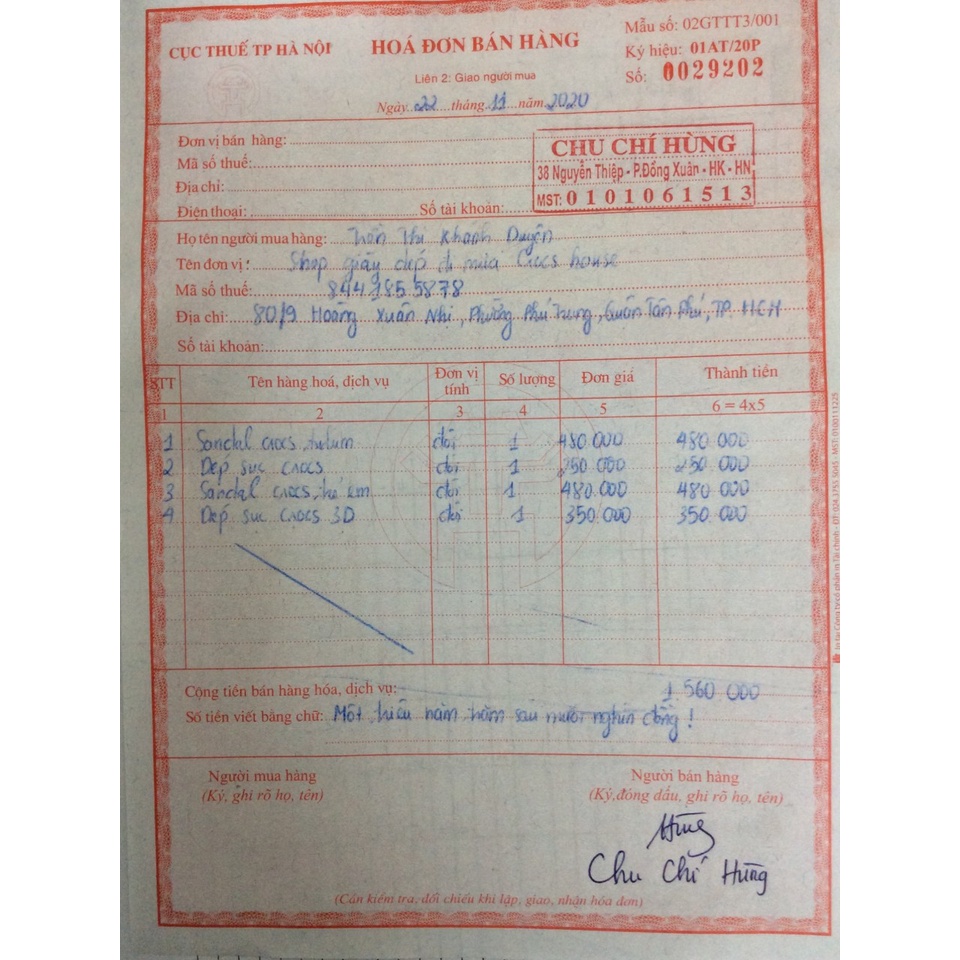 CỤC THUẾ TP HÀ NỘI
HOÁ ĐƠN BÁN HÀNG
Liên 2: Giao người mua
Ngày 22 tháng 11 năm 2020
Mẫu số: 02GTTT3/001
Ký hiệu: 01AT/20P
Số: 0029202
Đơn vị bán hàng:
Mã số thuế:
Địa chỉ:
Điện thoại: Số tài khoản:
CHU CHÍ HÙNG
38 Nguyễn Thiệp - P.Đồng Xuân - HK - HN
MST: 0101061513
Họ tên người mua hàng: Trần Thị Khánh Duyên
Tên đơn vị: Shop giầy dép đi mưa Crocs house
Mã số thuế: 8441855878
Địa chỉ: 80/9 Hoàng Xuân Nhị, Phường Phú Trung, Quận Tân Phú, TP. HCM
Số tài khoản:
STT Tên hàng hoá, dịch vụ Đơn vị tính Số lượng Đơn giá Thành tiền
1 2 3 4 5 6 = 4x5
1 Sandal crocs đôi 1 480 000 480 000
2 Dép sục crocs đôi 1 250 000 250 000
3 Sandal crocs trẻ em đôi 1 480 000 480 000
4 Dép sục crocs 3D đôi 1 350 000 350 000
Cộng tiền bán hàng hóa, dịch vụ: 1 560 000
Số tiền viết bằng chữ: Một triệu năm trăm sáu mươi nghìn đồng!
Người mua hàng
(Ký, ghi rõ họ, tên)
Người bán hàng
(Ký,đóng dấu, ghi rõ họ, tên)
Hùng
Chu Chí Hùng
(Cần kiểm tra, đối chiếu khi lập, giao, nhận hóa đơn)